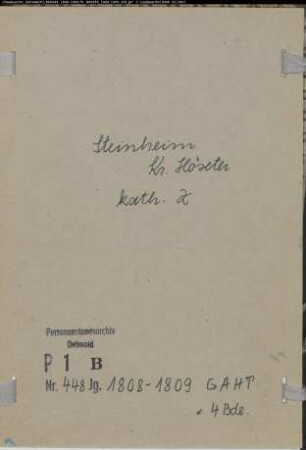 Steinheim
Kr. Höxter
kath. Z
Personenstandsarchiv
Detmold
P 1 B
Nr. 448 Jg. 1808-1809 GAHT
4 Bde.